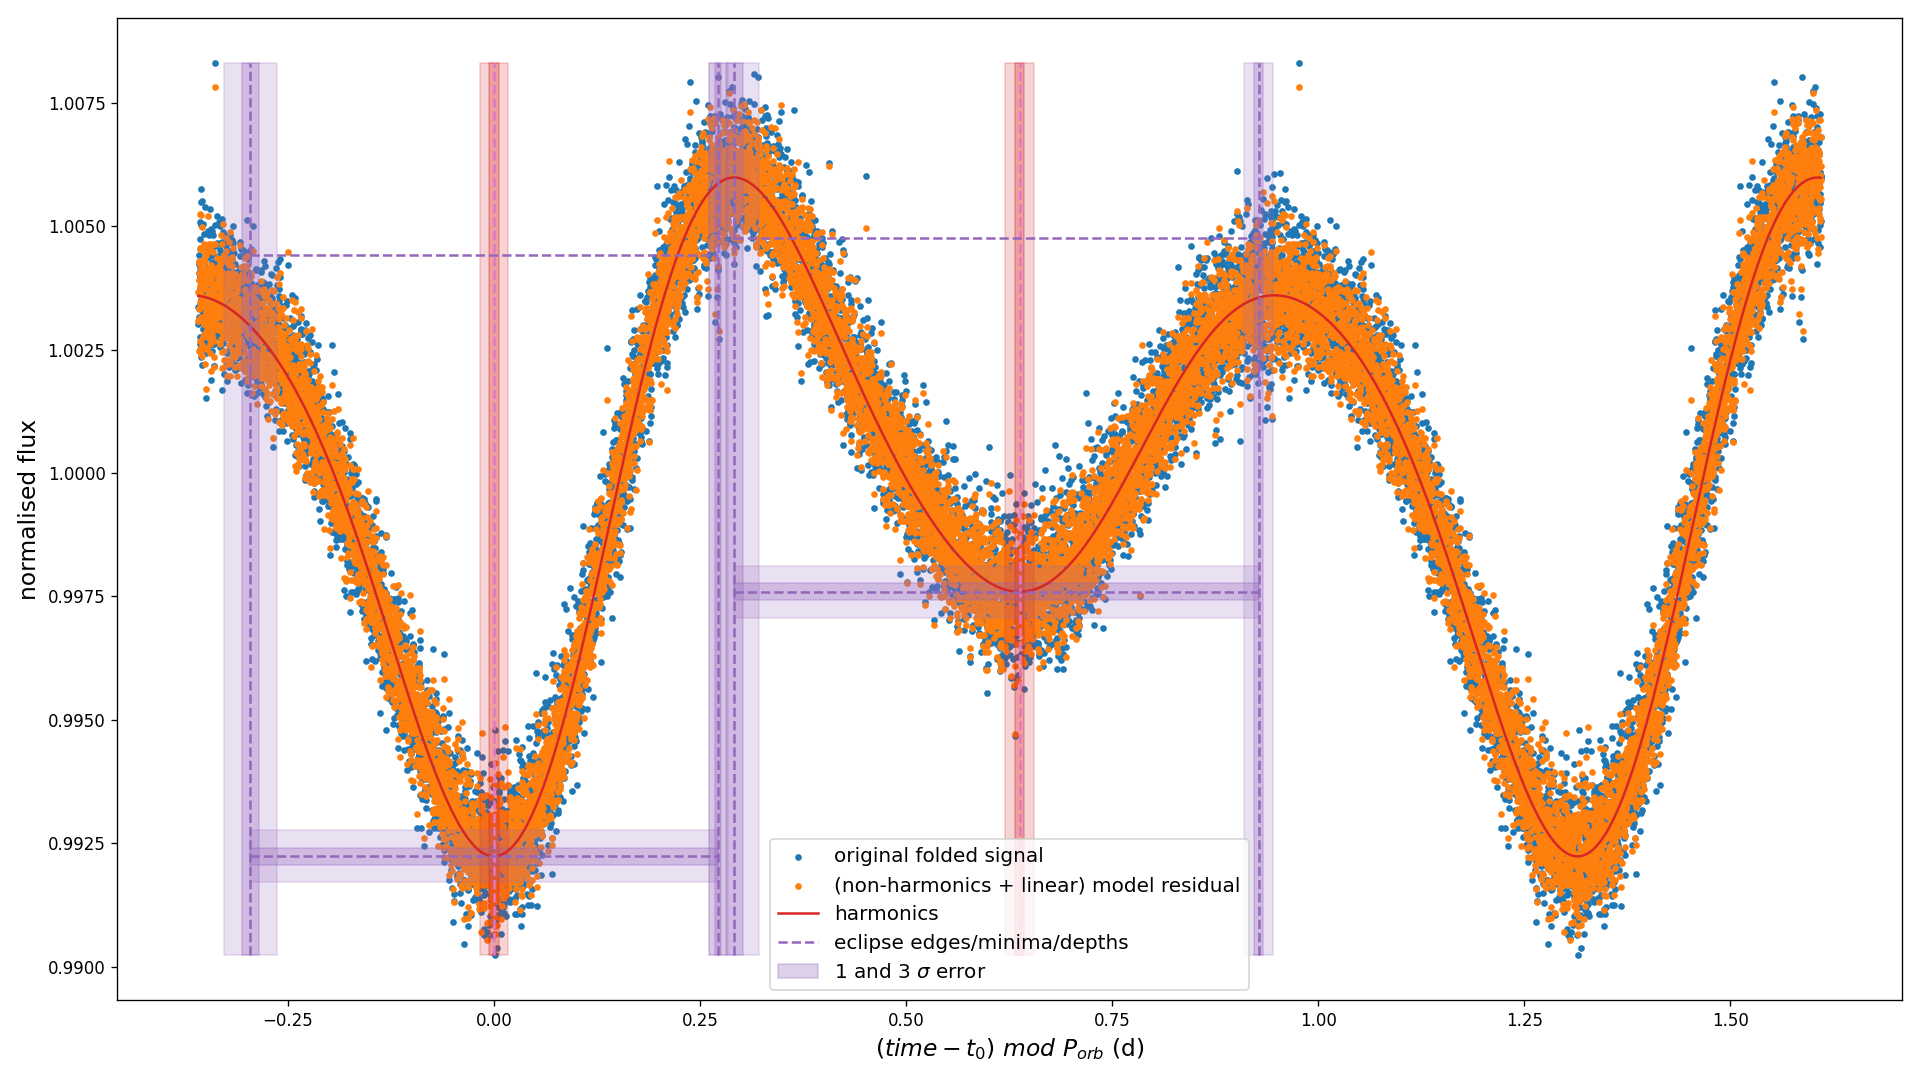 normalised flux
1.0075
1.0050
1.0025
1.0000
0.9975
0.9950
0.9925
0.9900
original folded signal
(non-harmonics + linear) model residual
harmonics
eclipse edges/minima/depths
1 and 3 σ error
−0.25 0.00 0.25 0.50 0.75 1.00 1.25 1.50
(time − t₀) mod Pₒᵣb (d)